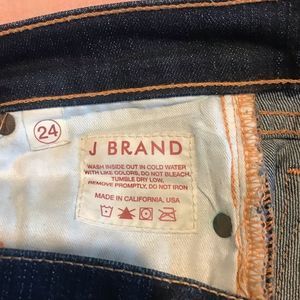 24
J BRAND
WASH INSIDE OUT IN COLD WATER
WITH LIKE COLORS, DO NOT BLEACH,
TUMBLE DRY LOW,
REMOVE PROMPTLY, DO NOT IRON
MADE IN CALIFORNIA, USA